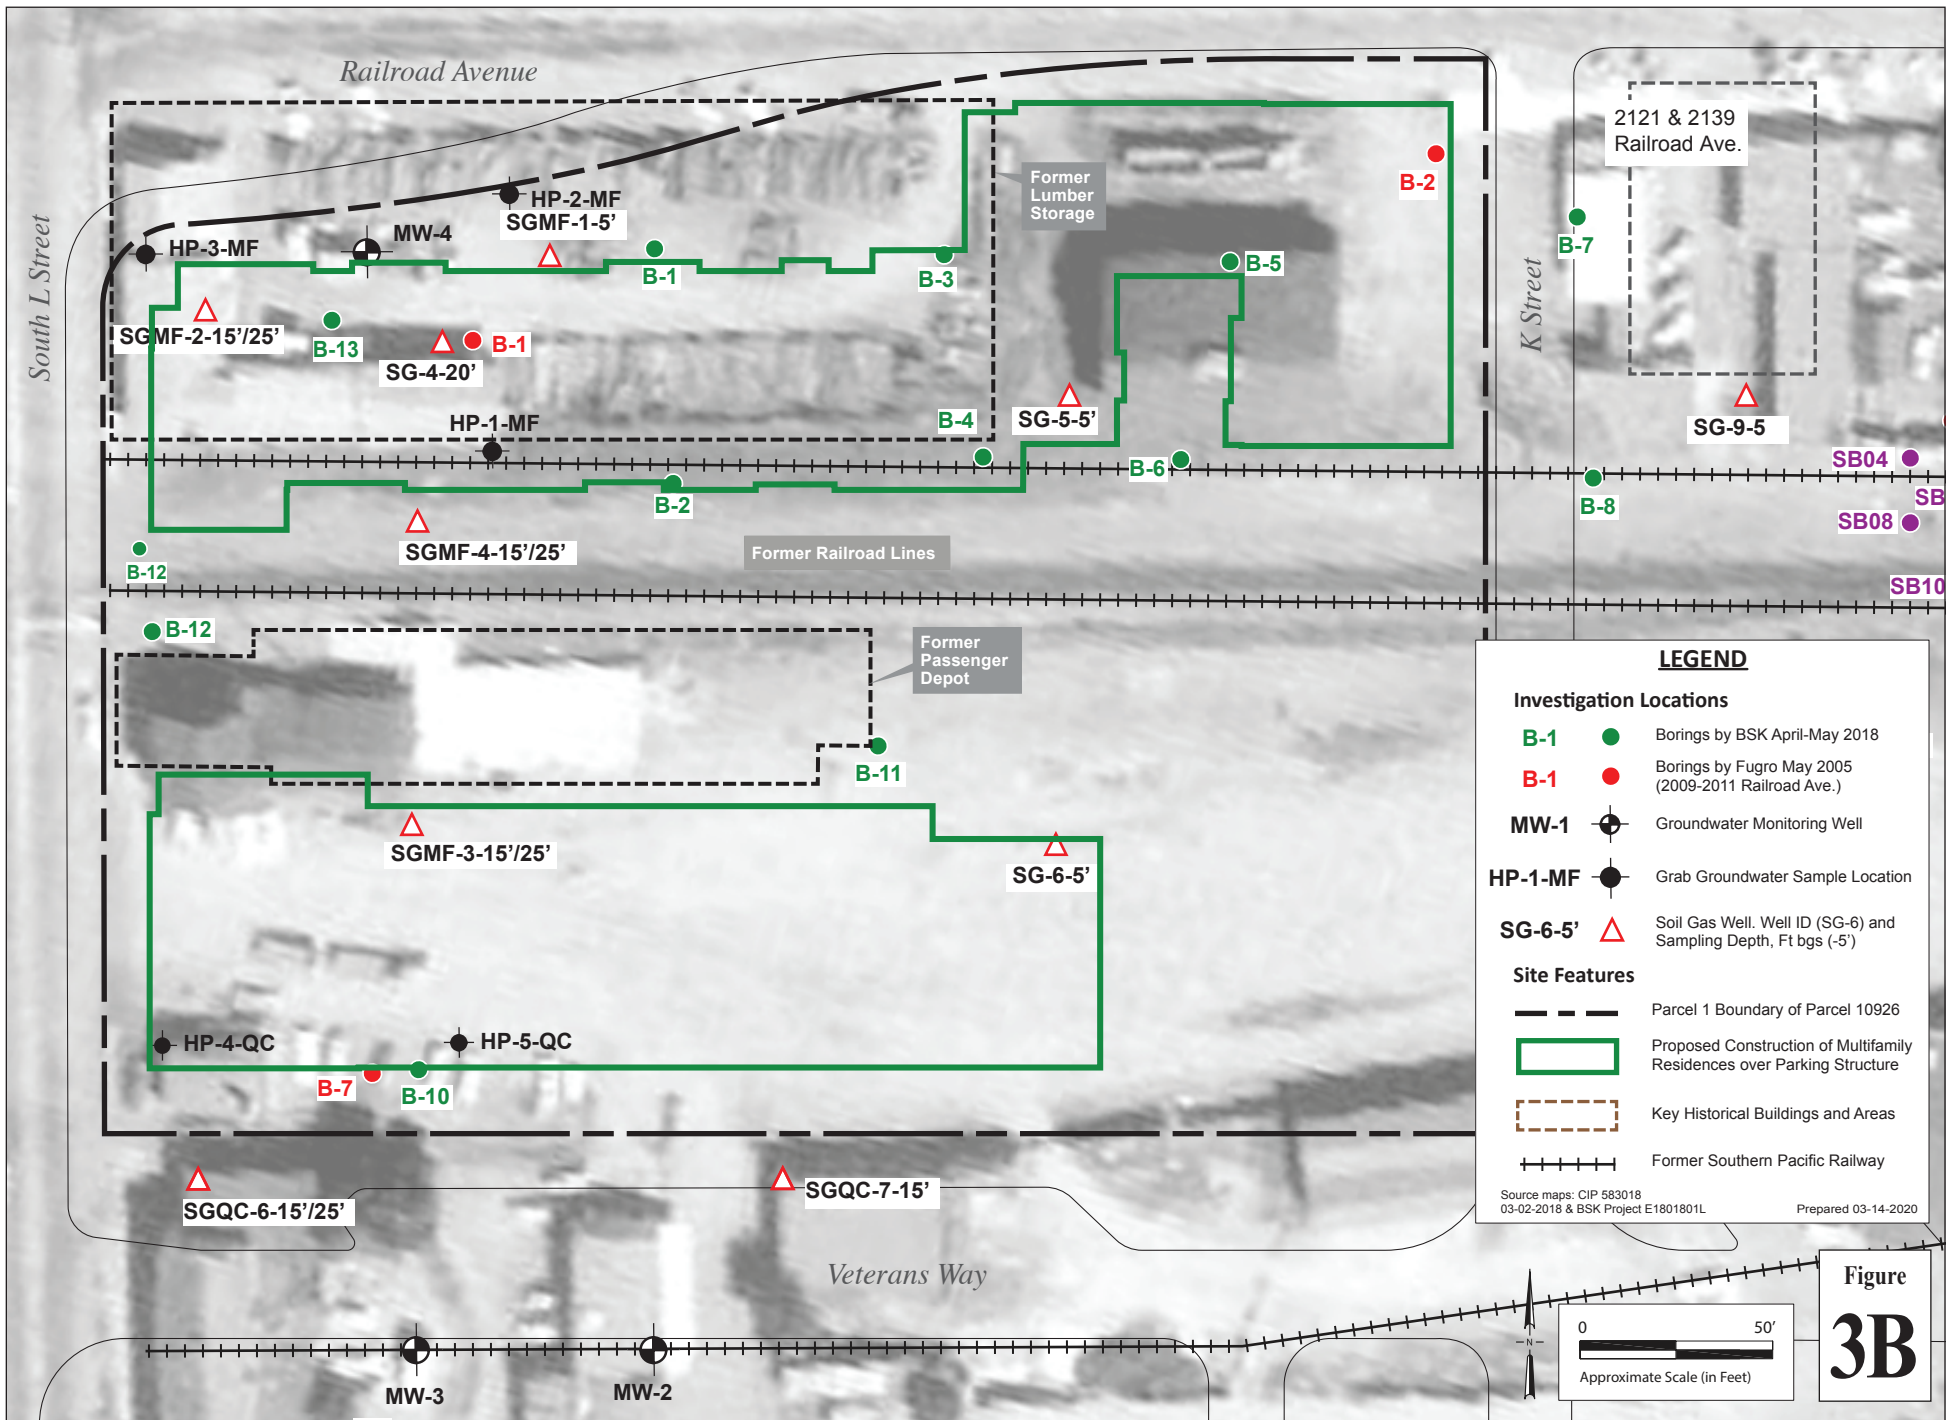 Railroad Avenue
2121 & 2139
Railroad Ave.
B-2
Former
Lumber
Storage
HP-2-MF
SGMF-1-5'
South L Street
HP-3-MF
MW-4
B-1
B-3
B-5
B-7
K Street
SGMF-2-15'/25'
B-13
B-1
SG-4-20'
HP-1-MF
B-4
SG-5-5'
SG-9-5
B-6
SB04
B-2
B-8
SB
SB08
SGMF-4-15'/25'
Former Railroad Lines
B-12
SB10
B-12
Former
Passenger
Depot
B-11
SGMF-3-15'/25'
SG-6-5'
HP-4-QC
HP-5-QC
B-7
B-10
SGQC-6-15'/25'
SGQC-7-15'
Veterans Way
MW-3
MW-2
LEGEND
Investigation Locations
B-1 Borings by BSK April-May 2018
B-1 Borings by Fugro May 2005
(2009-2011 Railroad Ave.)
MW-1 Groundwater Monitoring Well
HP-1-MF Grab Groundwater Sample Location
SG-6-5' Soil Gas Well. Well ID (SG-6) and
Sampling Depth, Ft bgs (-5')
Site Features
Parcel 1 Boundary of Parcel 10926
Proposed Construction of Multifamily
Residences over Parking Structure
Key Historical Buildings and Areas
Former Southern Pacific Railway
Source maps: CIP 583018
03-02-2018 & BSK Project E1801801L Prepared 03-14-2020
N
0 50'
Approximate Scale (in Feet)
Figure
3B